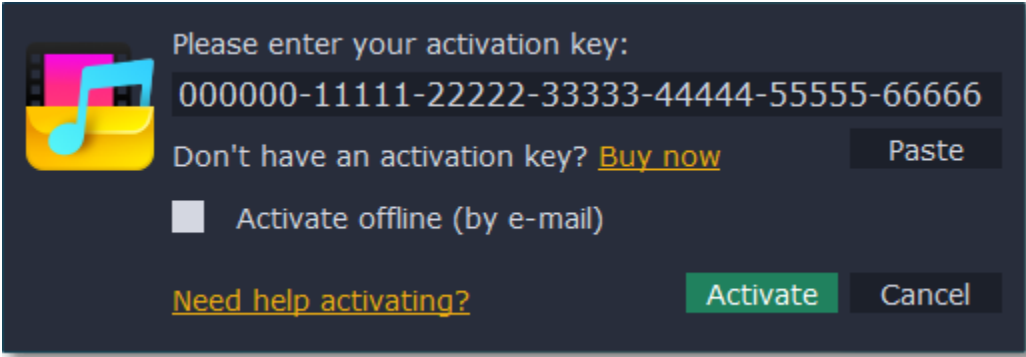 Please enter your activation key:
000000-11111-22222-33333-44444-55555-66666
Don't have an activation key? Buy now
Paste
Activate offline (by e-mail)
Need help activating?
Activate
Cancel